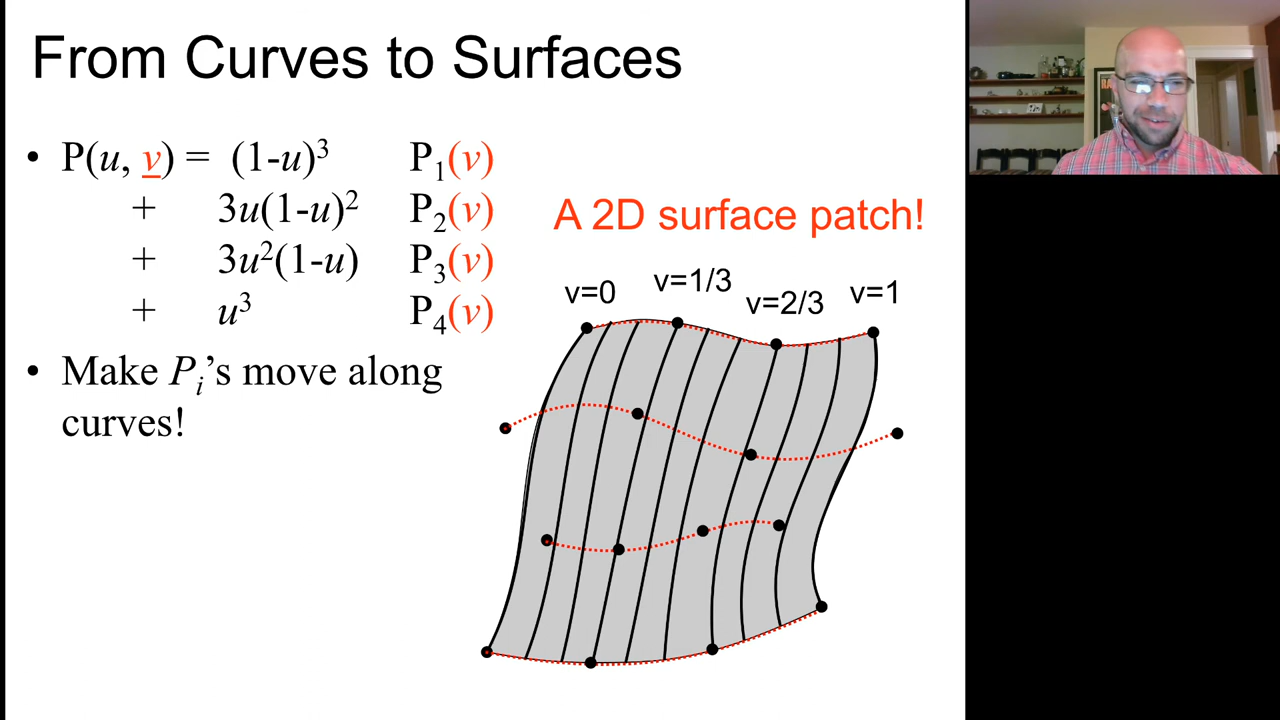 From Curves to Surfaces
• P(u, v) = (1-u)³ P₁(v)
+ 3u(1-u)² P₂(v)
+ 3u²(1-u) P₃(v)
+ u³ P₄(v)
• Make Pᵢ's move along
curves!
A 2D surface patch!
v=0 v=1/3 v=2/3 v=1